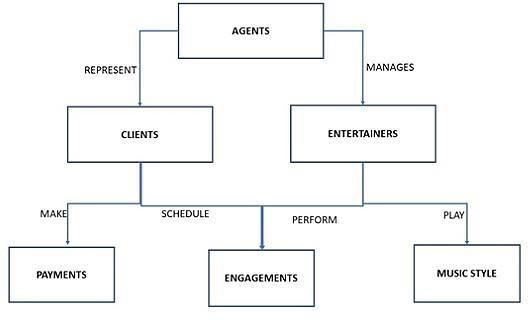 AGENTS
REPRESENT
MANAGES
CLIENTS
ENTERTAINERS
MAKE
SCHEDULE
PERFORM
PLAY
PAYMENTS
ENGAGEMENTS
MUSIC STYLE